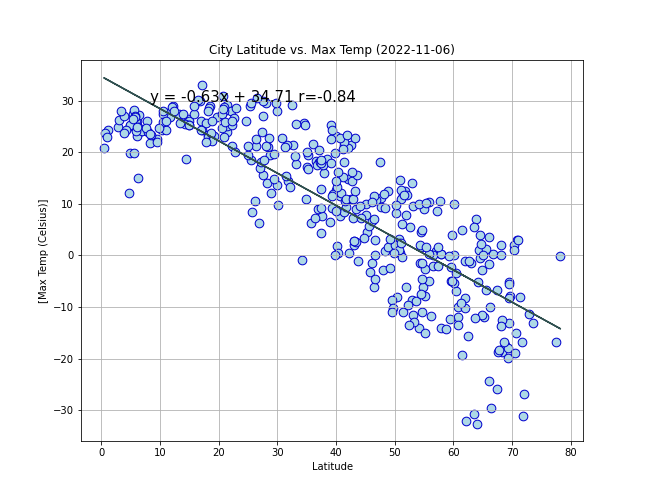 City Latitude vs. Max Temp (2022-11-06)
y = -0.63x + 34.71 r=-0.84
30
20
10
0
−10
−20
−30
[Max Temp (Celsius)]
0 10 20 30 40 50 60 70 80
Latitude